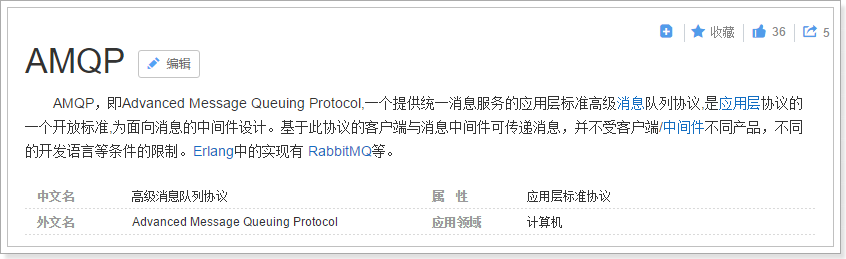 收藏 36 5
AMQP 编辑
AMQP，即Advanced Message Queuing Protocol,一个提供统一消息服务的应用层标准高级消息队列协议,是应用层协议的
一个开放标准,为面向消息的中间件设计。基于此协议的客户端与消息中间件可传递消息，并不受客户端/中间件不同产品，不同
的开发语言等条件的限制。Erlang中的实现有 RabbitMQ等。
中文名 高级消息队列协议 属 性 应用层标准协议
外文名 Advanced Message Queuing Protocol 应用领域 计算机